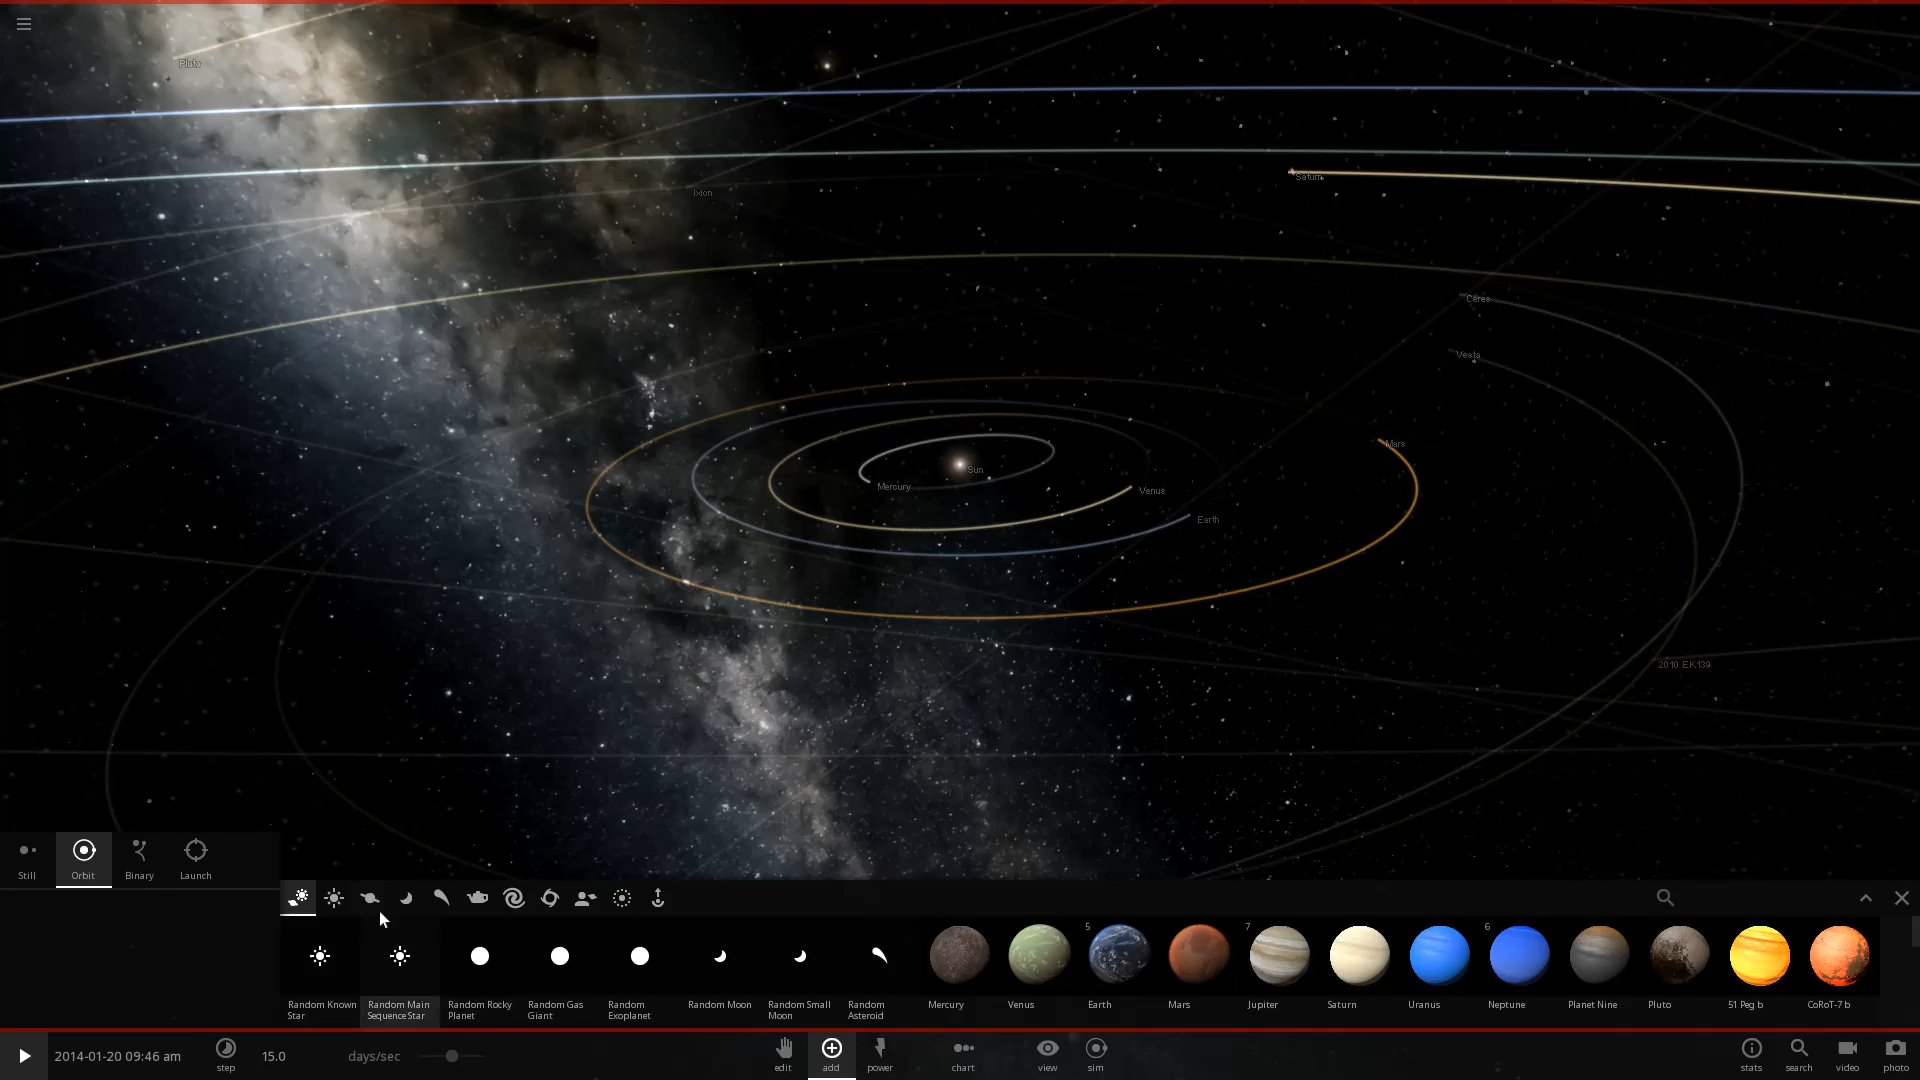 Pluto
Ixion
Saturn
Ceres
Vesta
Mars
Sun
Mercury
Venus
Earth
2010 EK139
Still
Orbit
Binary
Launch
5
7
6
Random Known
Star
Random Main
Sequence Star
Random Rocky
Planet
Random Gas
Giant
Random
Exoplanet
Random Moon
Random Small
Moon
Random
Asteroid
Mercury
Venus
Earth
Mars
Jupiter
Saturn
Uranus
Neptune
Planet Nine
Pluto
51 Peg b
CoRoT-7 b
2014-01-20 09:46 am
step
15.0
days/sec
edit
add
power
chart
view
sim
stats
search
video
photo